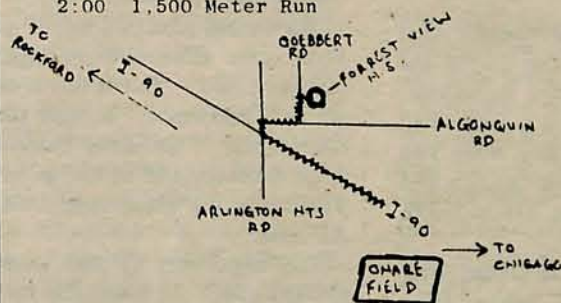 2:00 1,500 Meter Run
TO
ROCKFORD
I-90
GOEBBERT
RD
FORREST VIEW
H.S.
ALGONQUIN
RD
ARLINGTON HTS
RD
I-90
TO
CHICAGO
OHARE
FIELD